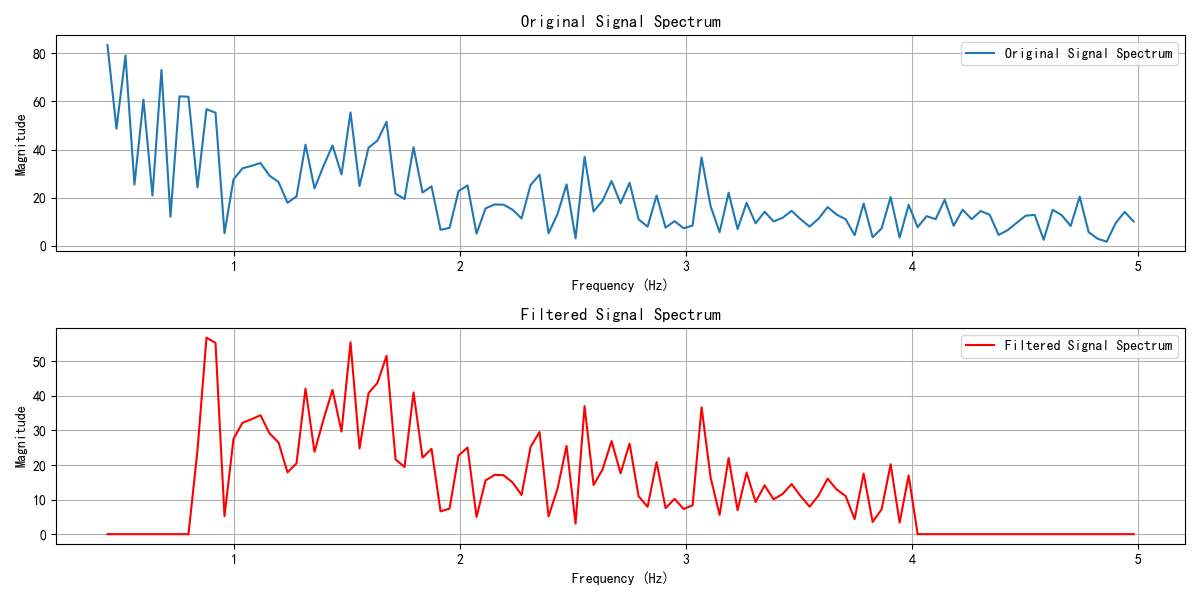 Original Signal Spectrum
Original Signal Spectrum
Magnitude
80
60
40
20
0
1 2 3 4 5
Frequency (Hz)
Filtered Signal Spectrum
Filtered Signal Spectrum
Magnitude
50
40
30
20
10
0
1 2 3 4 5
Frequency (Hz)